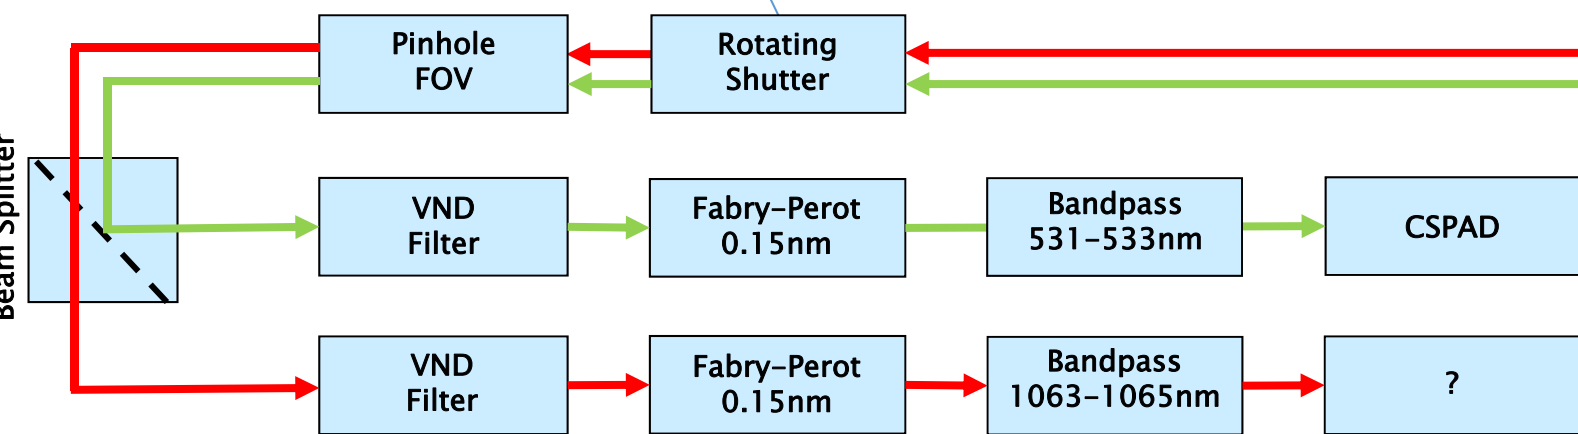 Pinhole
FOV
Rotating
Shutter
Beam Splitter
VND
Filter
Fabry-Perot
0.15nm
Bandpass
531-533nm
CSPAD
VND
Filter
Fabry-Perot
0.15nm
Bandpass
1063-1065nm
?